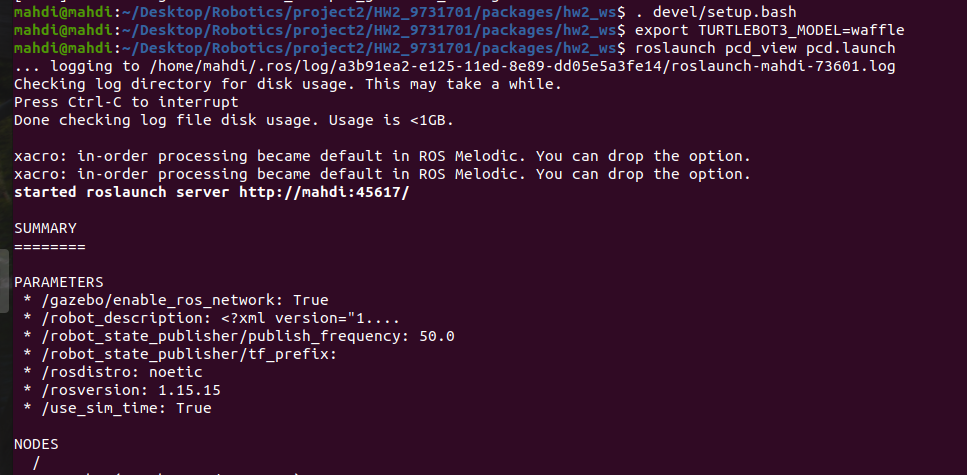 mahdi@mahdi:~/Desktop/Robotics/project2/HW2_9731701/packages/hw2_ws$ . devel/setup.bash
mahdi@mahdi:~/Desktop/Robotics/project2/HW2_9731701/packages/hw2_ws$ export TURTLEBOT3_MODEL=waffle
mahdi@mahdi:~/Desktop/Robotics/project2/HW2_9731701/packages/hw2_ws$ roslaunch pcd_view pcd.launch
... logging to /home/mahdi/.ros/log/a3b91ea2-e125-11ed-8e89-dd05e5a3fe14/roslaunch-mahdi-73601.log
Checking log directory for disk usage. This may take a while.
Press Ctrl-C to interrupt
Done checking log file disk usage. Usage is <1GB.
xacro: in-order processing became default in ROS Melodic. You can drop the option.
xacro: in-order processing became default in ROS Melodic. You can drop the option.
started roslaunch server http://mahdi:45617/
SUMMARY
========
PARAMETERS
* /gazebo/enable_ros_network: True
* /robot_description: <?xml version="1....
* /robot_state_publisher/publish_frequency: 50.0
* /robot_state_publisher/tf_prefix:
* /rosdistro: noetic
* /rosversion: 1.15.15
* /use_sim_time: True
NODES
/